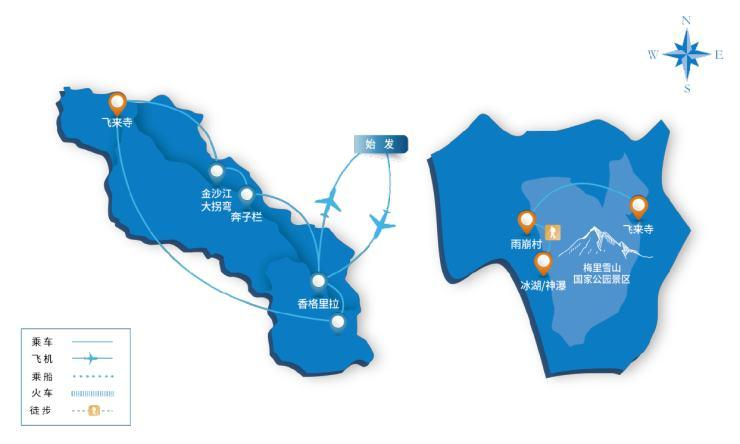 N
W
E
S
飞来寺
始 发
金沙江
大拐弯
奔子栏
香格里拉
飞来寺
雨崩村
冰湖/神瀑
梅里雪山
国家公园景区
乘车
飞机
乘船
火车
徒步